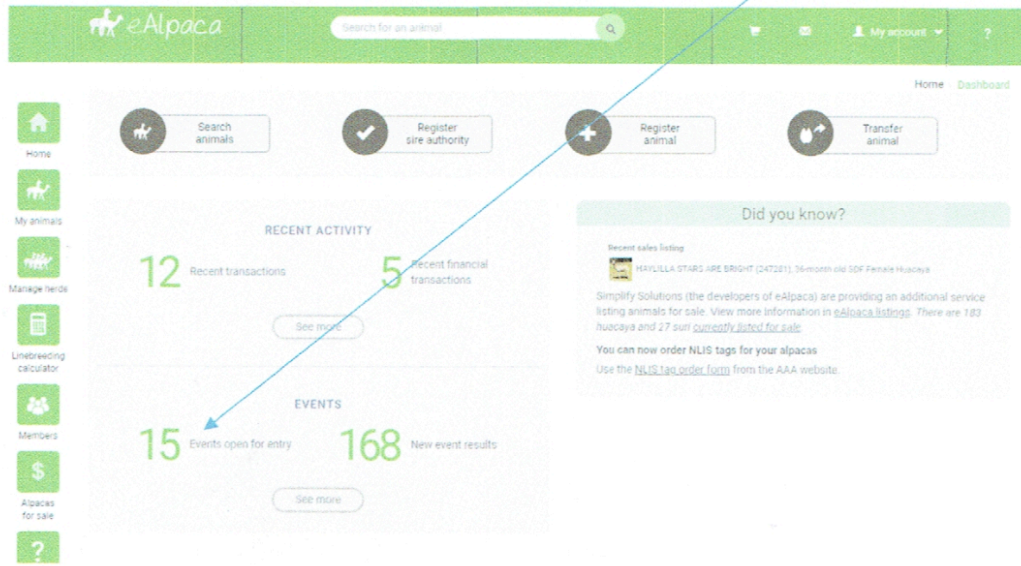 eAlpaca
Search for an animal
My account
?
Home Dashboard
Search
animals
Register
sire authority
Register
animal
Transfer
animal
Home
My animals
Manage herds
Linebreeding
calculator
Members
$
Alpacas
for sale
?
RECENT ACTIVITY
12 Recent transactions
5 Recent financial
transactions
See more
EVENTS
15 Events open for entry
168 New event results
See more
Did you know?
Recent sales listing
HAYLILLA STARS ARE BRIGHT (247281), 36-month old SDF Female Huacaya
Simplify Solutions (the developers of eAlpaca) are providing an additional service
listing animals for sale. View more information in eAlpaca listings. There are 183
huacaya and 27 suri currently listed for sale.
You can now order NLIS tags for your alpacas
Use the NLIS tag order form from the AAA website.